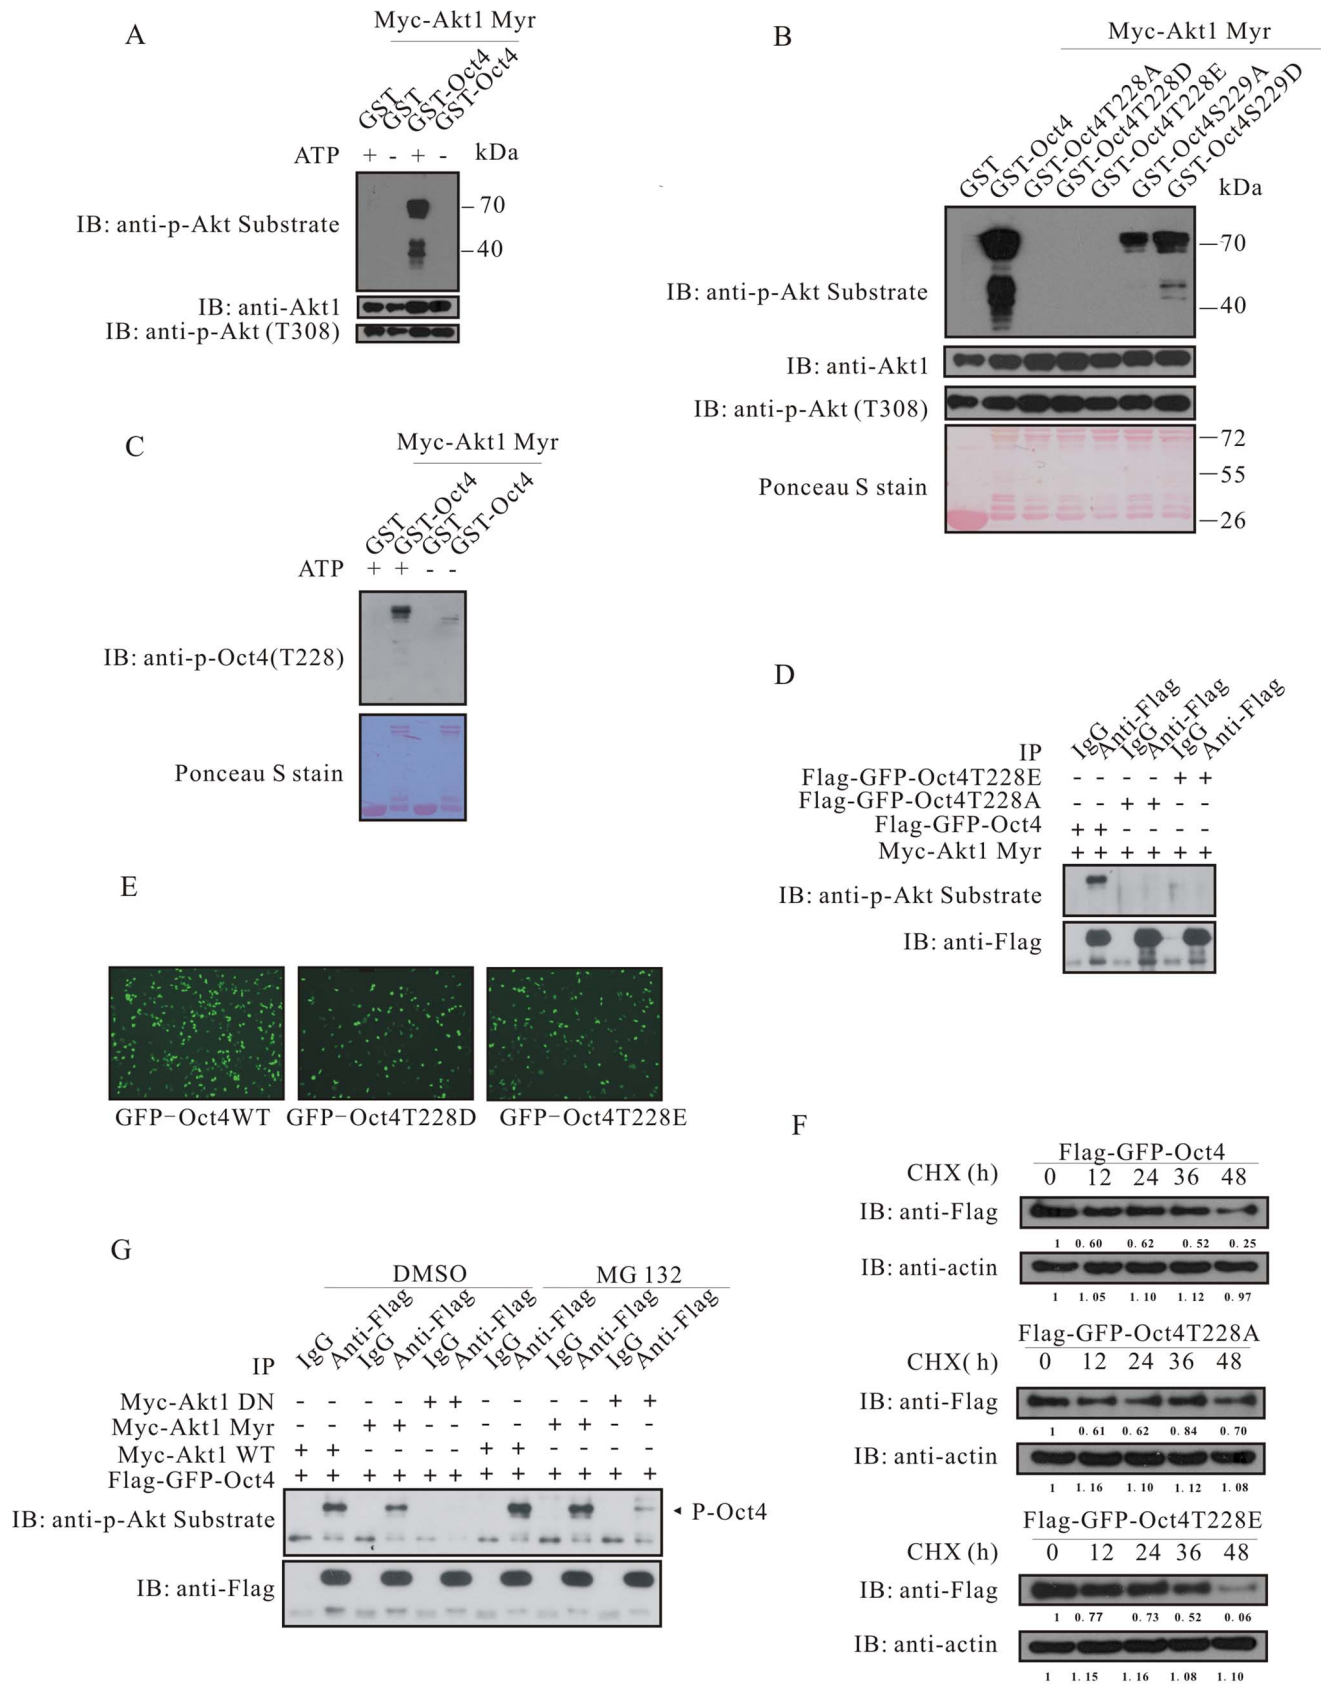 A
Myc-Akt1 Myr
GST
GST
GST-Oct4
GST-Oct4
ATP + - + - kDa
IB: anti-p-Akt Substrate
70
40
IB: anti-Akt1
IB: anti-p-Akt (T308)
B
Myc-Akt1 Myr
GST
GST-Oct4
GST-Oct4T228A
GST-Oct4T228D
GST-Oct4T228E
GST-Oct4S229A
GST-Oct4S229D
kDa
IB: anti-p-Akt Substrate
70
40
IB: anti-Akt1
IB: anti-p-Akt (T308)
Ponceau S stain
72
55
26
C
Myc-Akt1 Myr
GST
GST-Oct4
GST
GST-Oct4
ATP + + - -
IB: anti-p-Oct4(T228)
Ponceau S stain
D
IP IgG Anti-Flag IgG Anti-Flag IgG Anti-Flag
Flag-GFP-Oct4T228E - - - - + +
Flag-GFP-Oct4T228A - - + + - -
Flag-GFP-Oct4 + + - - - -
Myc-Akt1 Myr + + + + + +
IB: anti-p-Akt Substrate
IB: anti-Flag
E
GFP-Oct4WT GFP-Oct4T228D GFP-Oct4T228E
F
Flag-GFP-Oct4
CHX (h) 0 12 24 36 48
IB: anti-Flag
1 0.60 0.62 0.52 0.25
IB: anti-actin
1 1.05 1.10 1.12 0.97
Flag-GFP-Oct4T228A
CHX( h) 0 12 24 36 48
IB: anti-Flag
1 0.61 0.62 0.84 0.70
IB: anti-actin
1 1.16 1.10 1.12 1.08
Flag-GFP-Oct4T228E
CHX (h) 0 12 24 36 48
IB: anti-Flag
1 0.77 0.73 0.52 0.06
IB: anti-actin
1 1.15 1.16 1.08 1.10
G
DMSO MG 132
IP IgG Anti-Flag IgG Anti-Flag IgG Anti-Flag IgG Anti-Flag IgG Anti-Flag IgG Anti-Flag
Myc-Akt1 DN - - - - + + - - - - + +
Myc-Akt1 Myr - - + + - - - - + + - -
Myc-Akt1 WT + + - - - - + + - - - -
Flag-GFP-Oct4 + + + + + + + + + + + +
IB: anti-p-Akt Substrate
P-Oct4
IB: anti-Flag